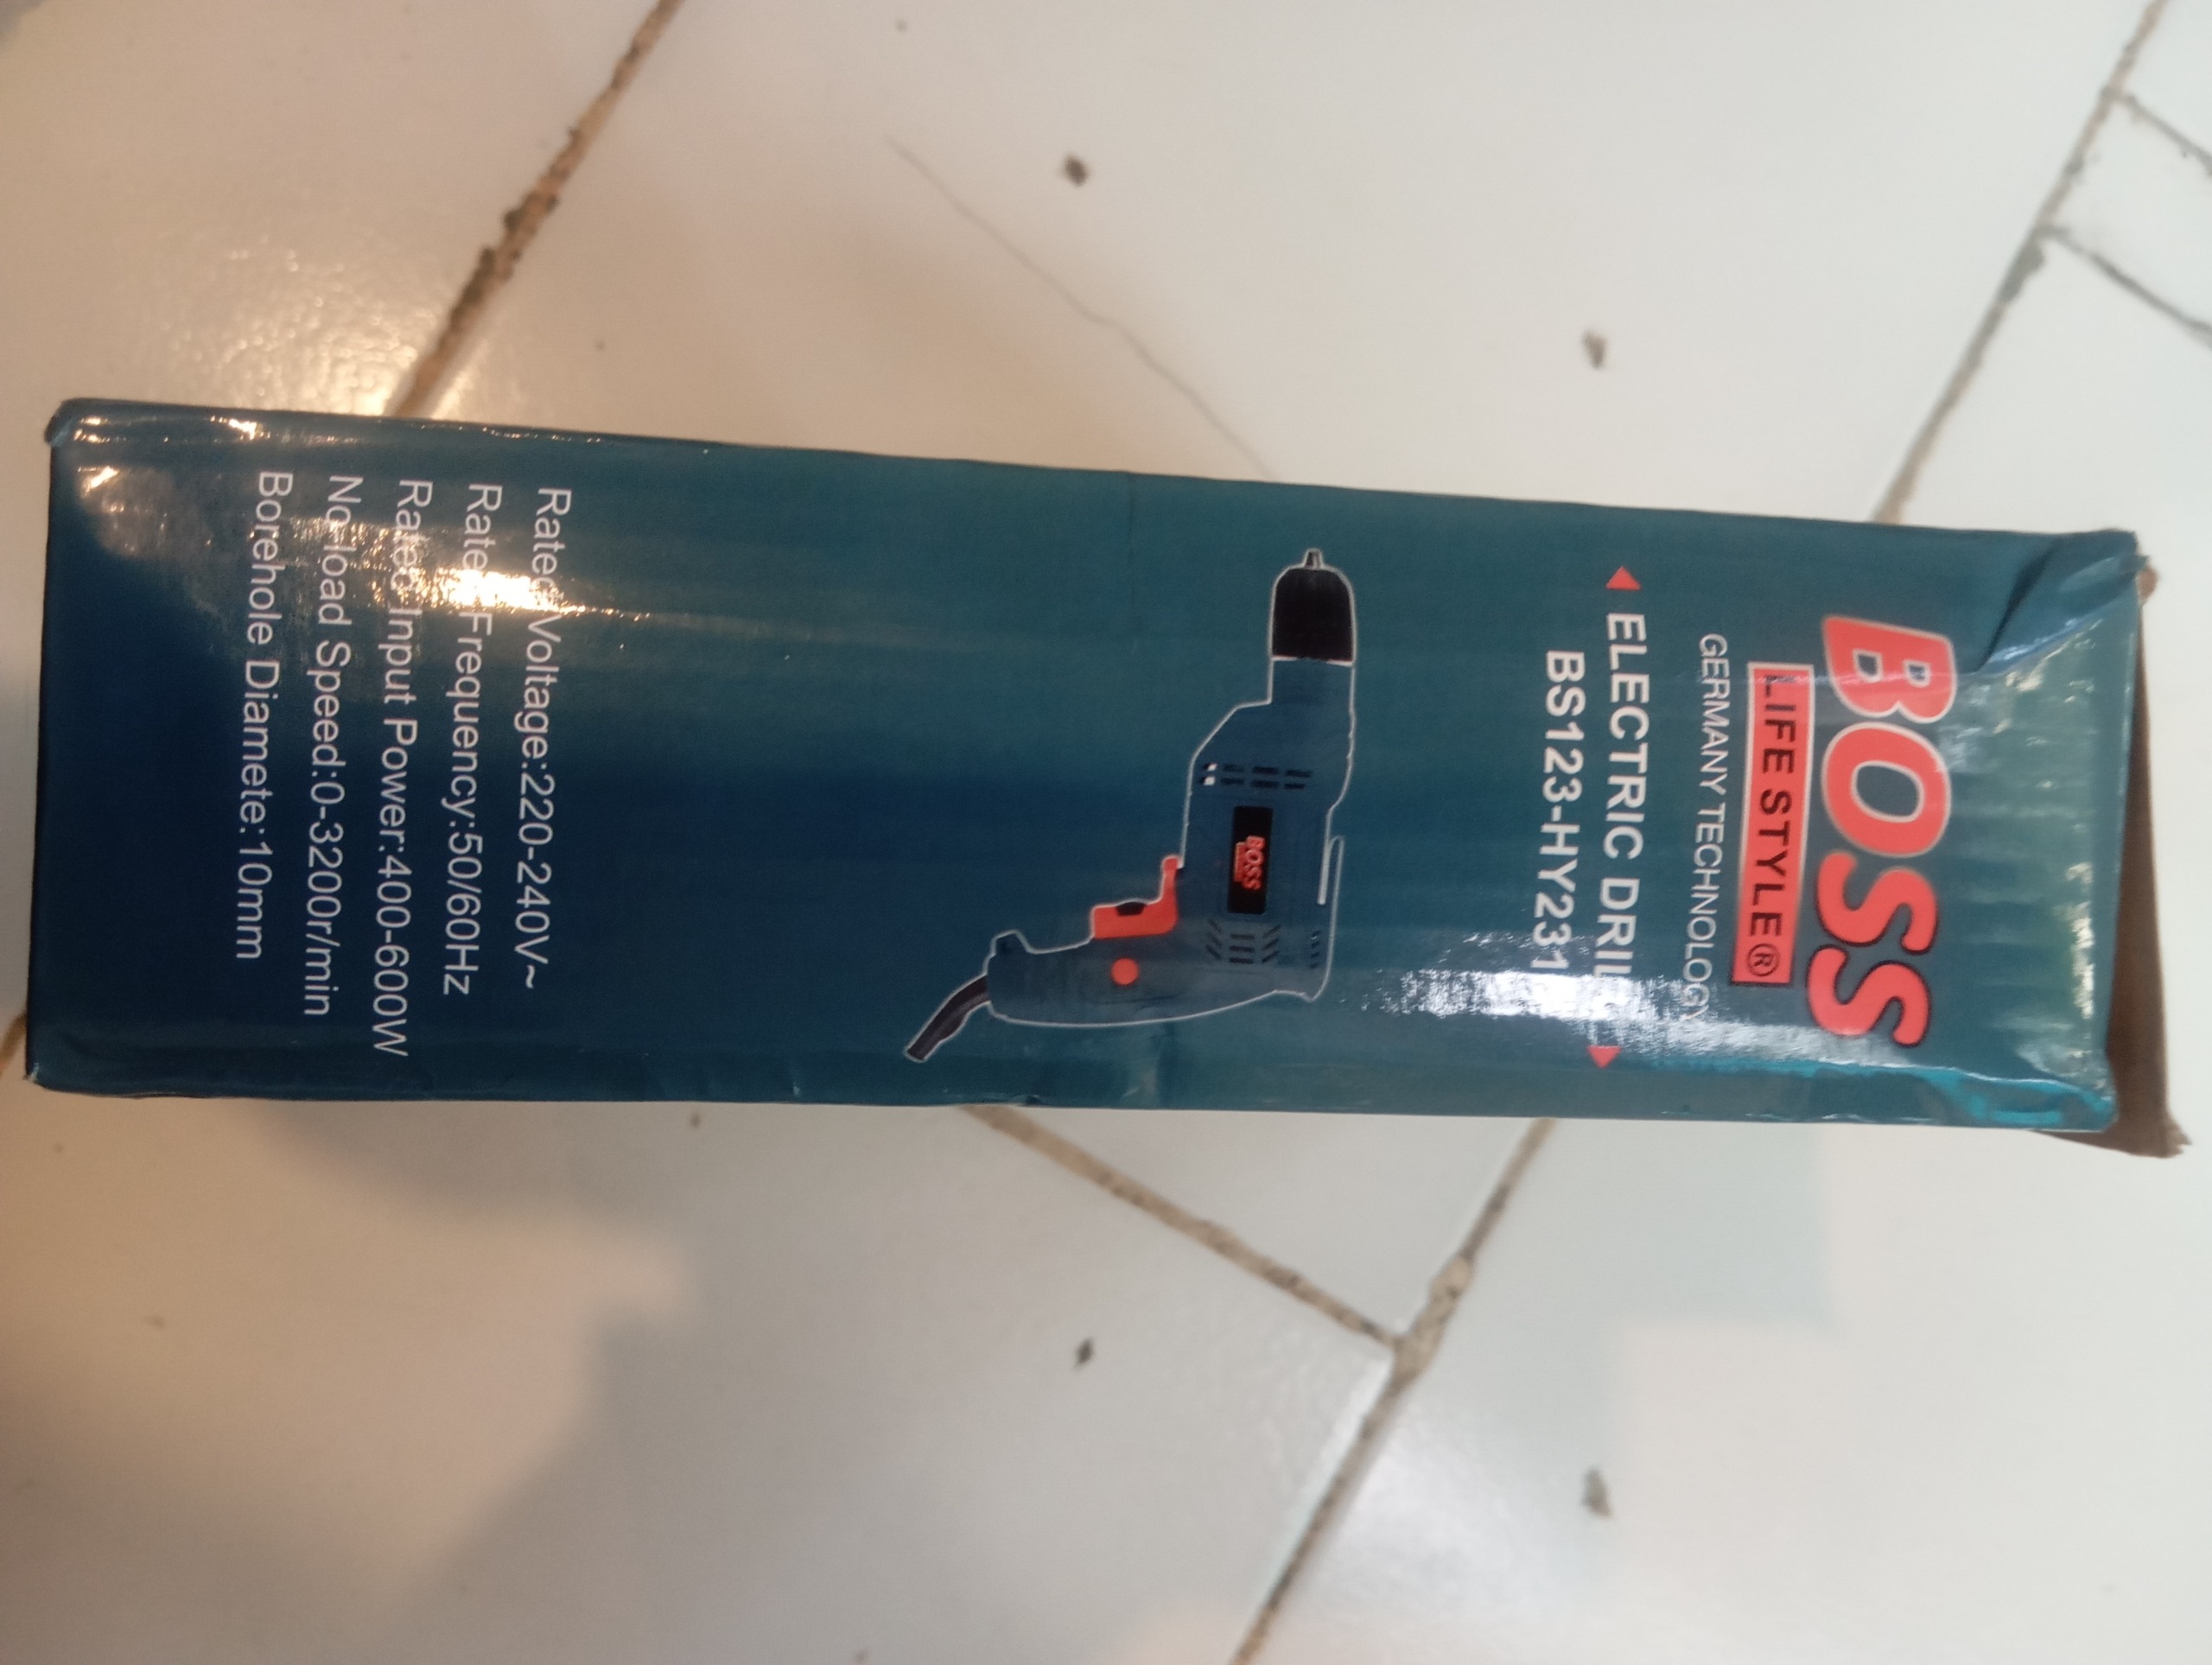 BOSS
LIFE STYLE®
GERMANY TECHNOLOGY
ELECTRIC DRILL
BS123-HY231
BOSS
Rated Voltage:220-240V~
Rated Frequency:50/60Hz
Rated Input Power:400-600W
No-load Speed:0-3200r/min
Borehole Diamete:10mm